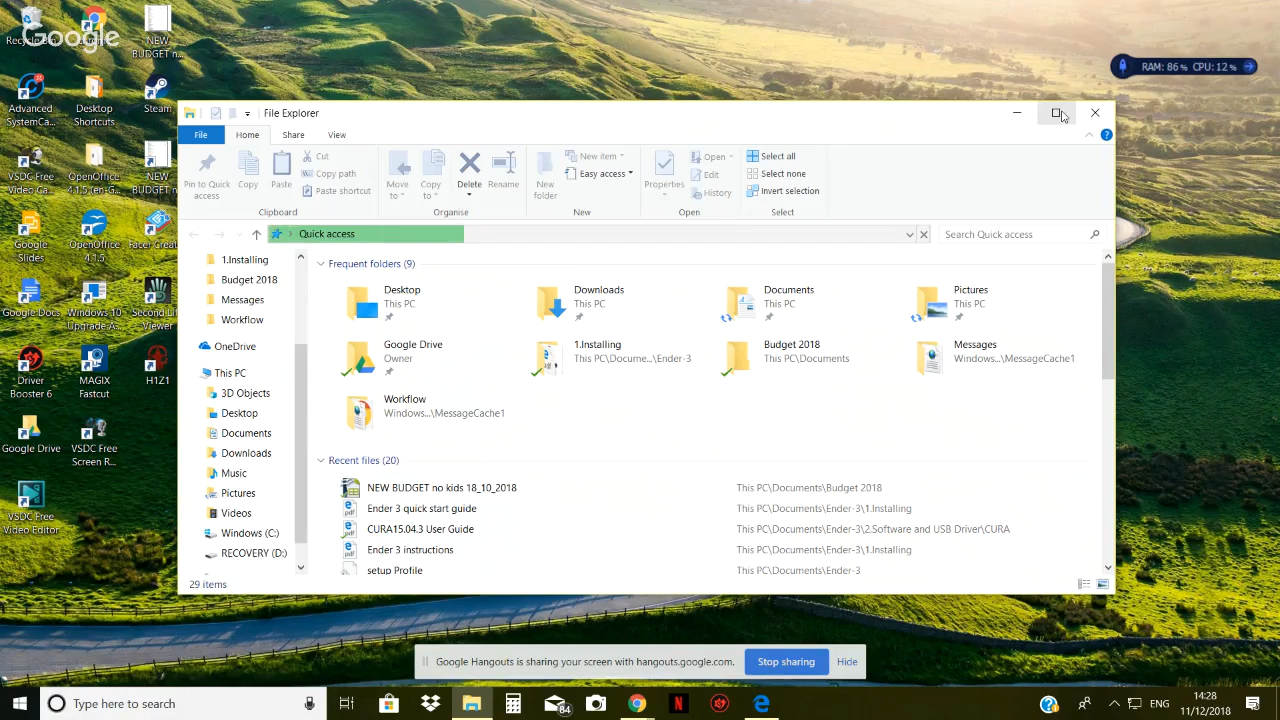 Google
Recycle Bin
NEW
BUDGET n...
Advanced
SystemCa...
Desktop
Shortcuts
Steam
VSDC Free
Video Ga...
OpenOffice
4.1.5 (en-G...
NEW
BUDGET n...
Google
Slides
OpenOffice
4.1.5
Facer Creat
Google Docs
Windows 10
Upgrade A...
Second Life
Viewer
Driver
Booster 6
MAGIX
Fastcut
H1Z1
Google Drive
VSDC Free
Screen R...
VSDC Free
Video Editor
RAM: 86% CPU: 12%
File Explorer
File
Home
Share
View
Pin to Quick
access
Copy
Paste
Cut
Copy path
Paste shortcut
Clipboard
Move
to
Copy
to
Delete
Rename
Organise
New
folder
New item
Easy access
New
Properties
Open
Edit
History
Open
Select all
Select none
Invert selection
Select
Quick access
Search Quick access
1.Installing
Budget 2018
Messages
Workflow
OneDrive
This PC
3D Objects
Desktop
Documents
Downloads
Music
Pictures
Videos
Windows (C:)
RECOVERY (D:)
Frequent folders (9)
Desktop
This PC
Downloads
This PC
Documents
This PC
Pictures
This PC
Google Drive
Owner
1.Installing
This PC\Docume...\Ender-3
Budget 2018
This PC\Documents
Messages
Windows...\MessageCache1
Workflow
Windows...\MessageCache1
Recent files (20)
NEW BUDGET no kids 18_10_2018 This PC\Documents\Budget 2018
Ender 3 quick start guide This PC\Documents\Ender-3\1.Installing
CURA15.04.3 User Guide This PC\Documents\Ender-3\2.Software and USB Driver\CURA
Ender 3 instructions This PC\Documents\Ender-3\1.Installing
setup Profile This PC\Documents\Ender-3
29 items
Google Hangouts is sharing your screen with hangouts.google.com.
Stop sharing
Hide
Type here to search
84
ENG
14:28
11/12/2018